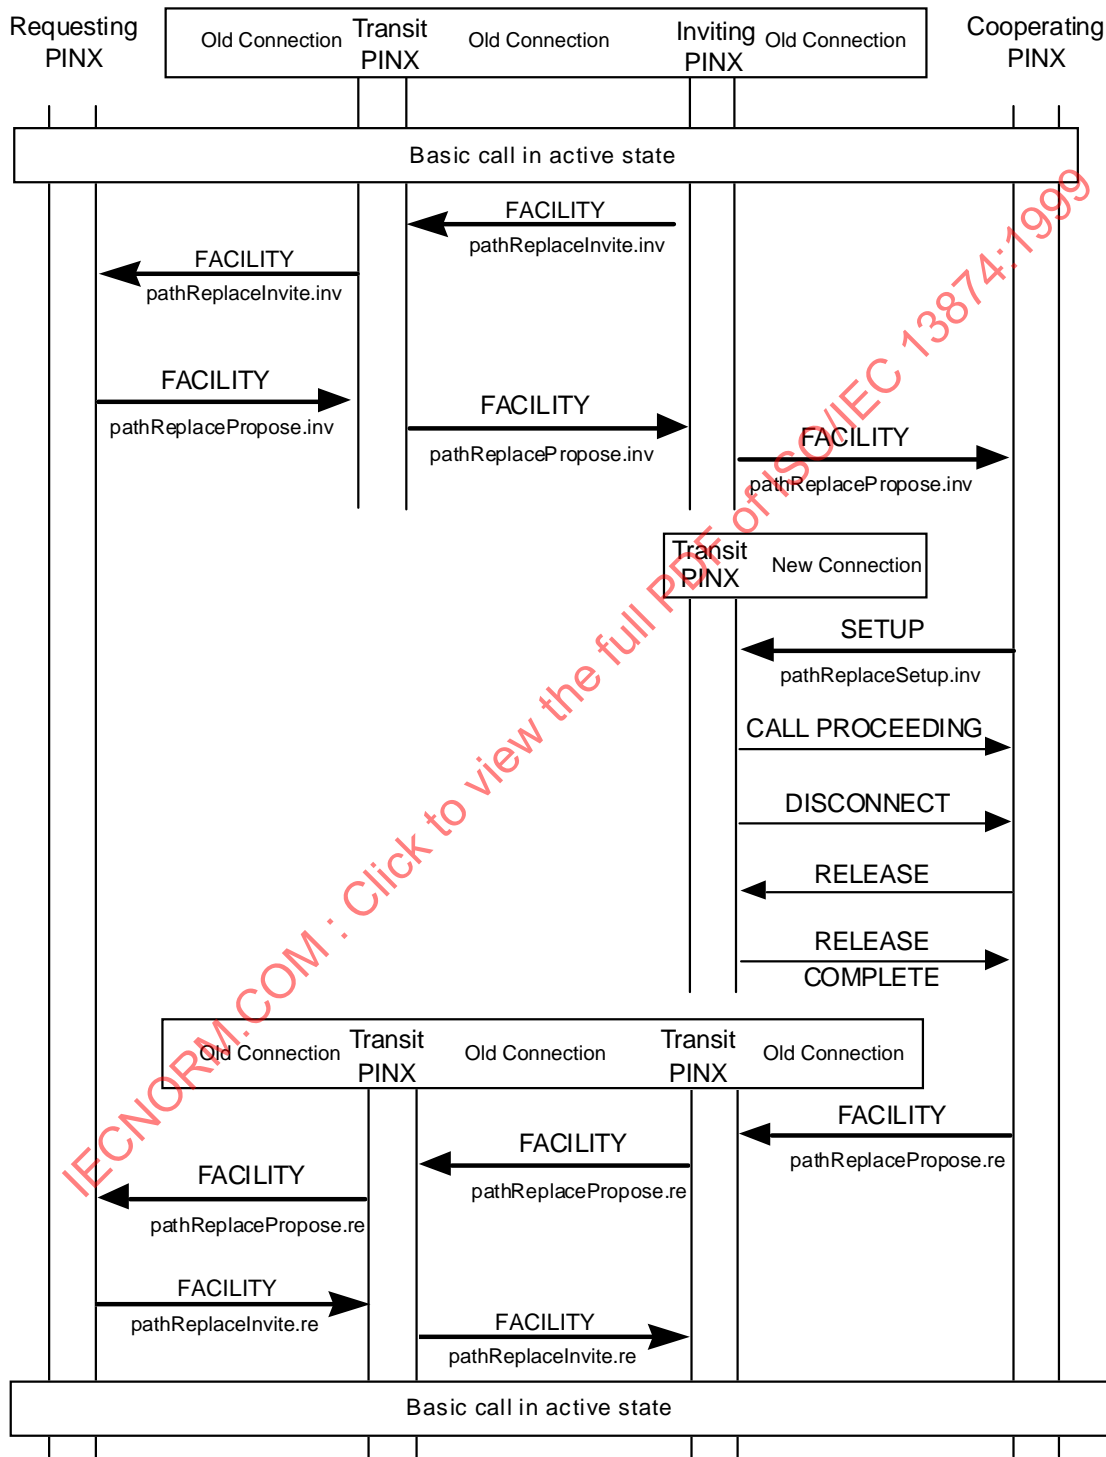 Requesting
PINX
Old Connection
Transit
PINX
Old Connection
Inviting
PINX
Old Connection
Cooperating
PINX
Basic call in active state
FACILITY
pathReplaceInvite.inv
FACILITY
pathReplaceInvite.inv
FACILITY
pathReplacePropose.inv
FACILITY
pathReplacePropose.inv
FACILITY
pathReplacePropose.inv
Transit
PINX
New Connection
SETUP
pathReplaceSetup.inv
CALL PROCEEDING
DISCONNECT
RELEASE
RELEASE
COMPLETE
Old Connection
Transit
PINX
Old Connection
Transit
PINX
Old Connection
FACILITY
pathReplacePropose.re
FACILITY
pathReplacePropose.re
FACILITY
pathReplacePropose.re
FACILITY
pathReplaceInvite.re
FACILITY
pathReplaceInvite.re
Basic call in active state
IECNORM.COM : Click to view the full PDF of ISO/IEC 13874:1999